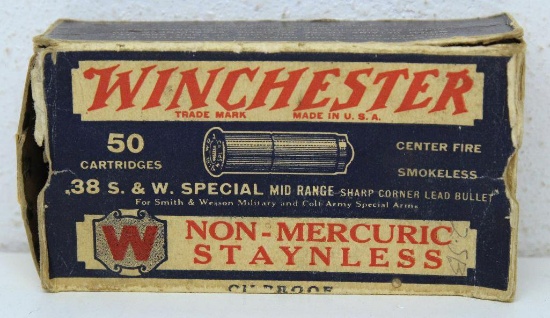 WINCHESTER
TRADE MARK MADE IN U.S.A.
50 CARTRIDGES
CENTER FIRE
SMOKELESS
.38 S. & W. SPECIAL MID RANGE SHARP CORNER LEAD BULLET
For Smith & Wesson Military and Colt Army Special Arms
W
NON-MERCURIC
STAYNLESS